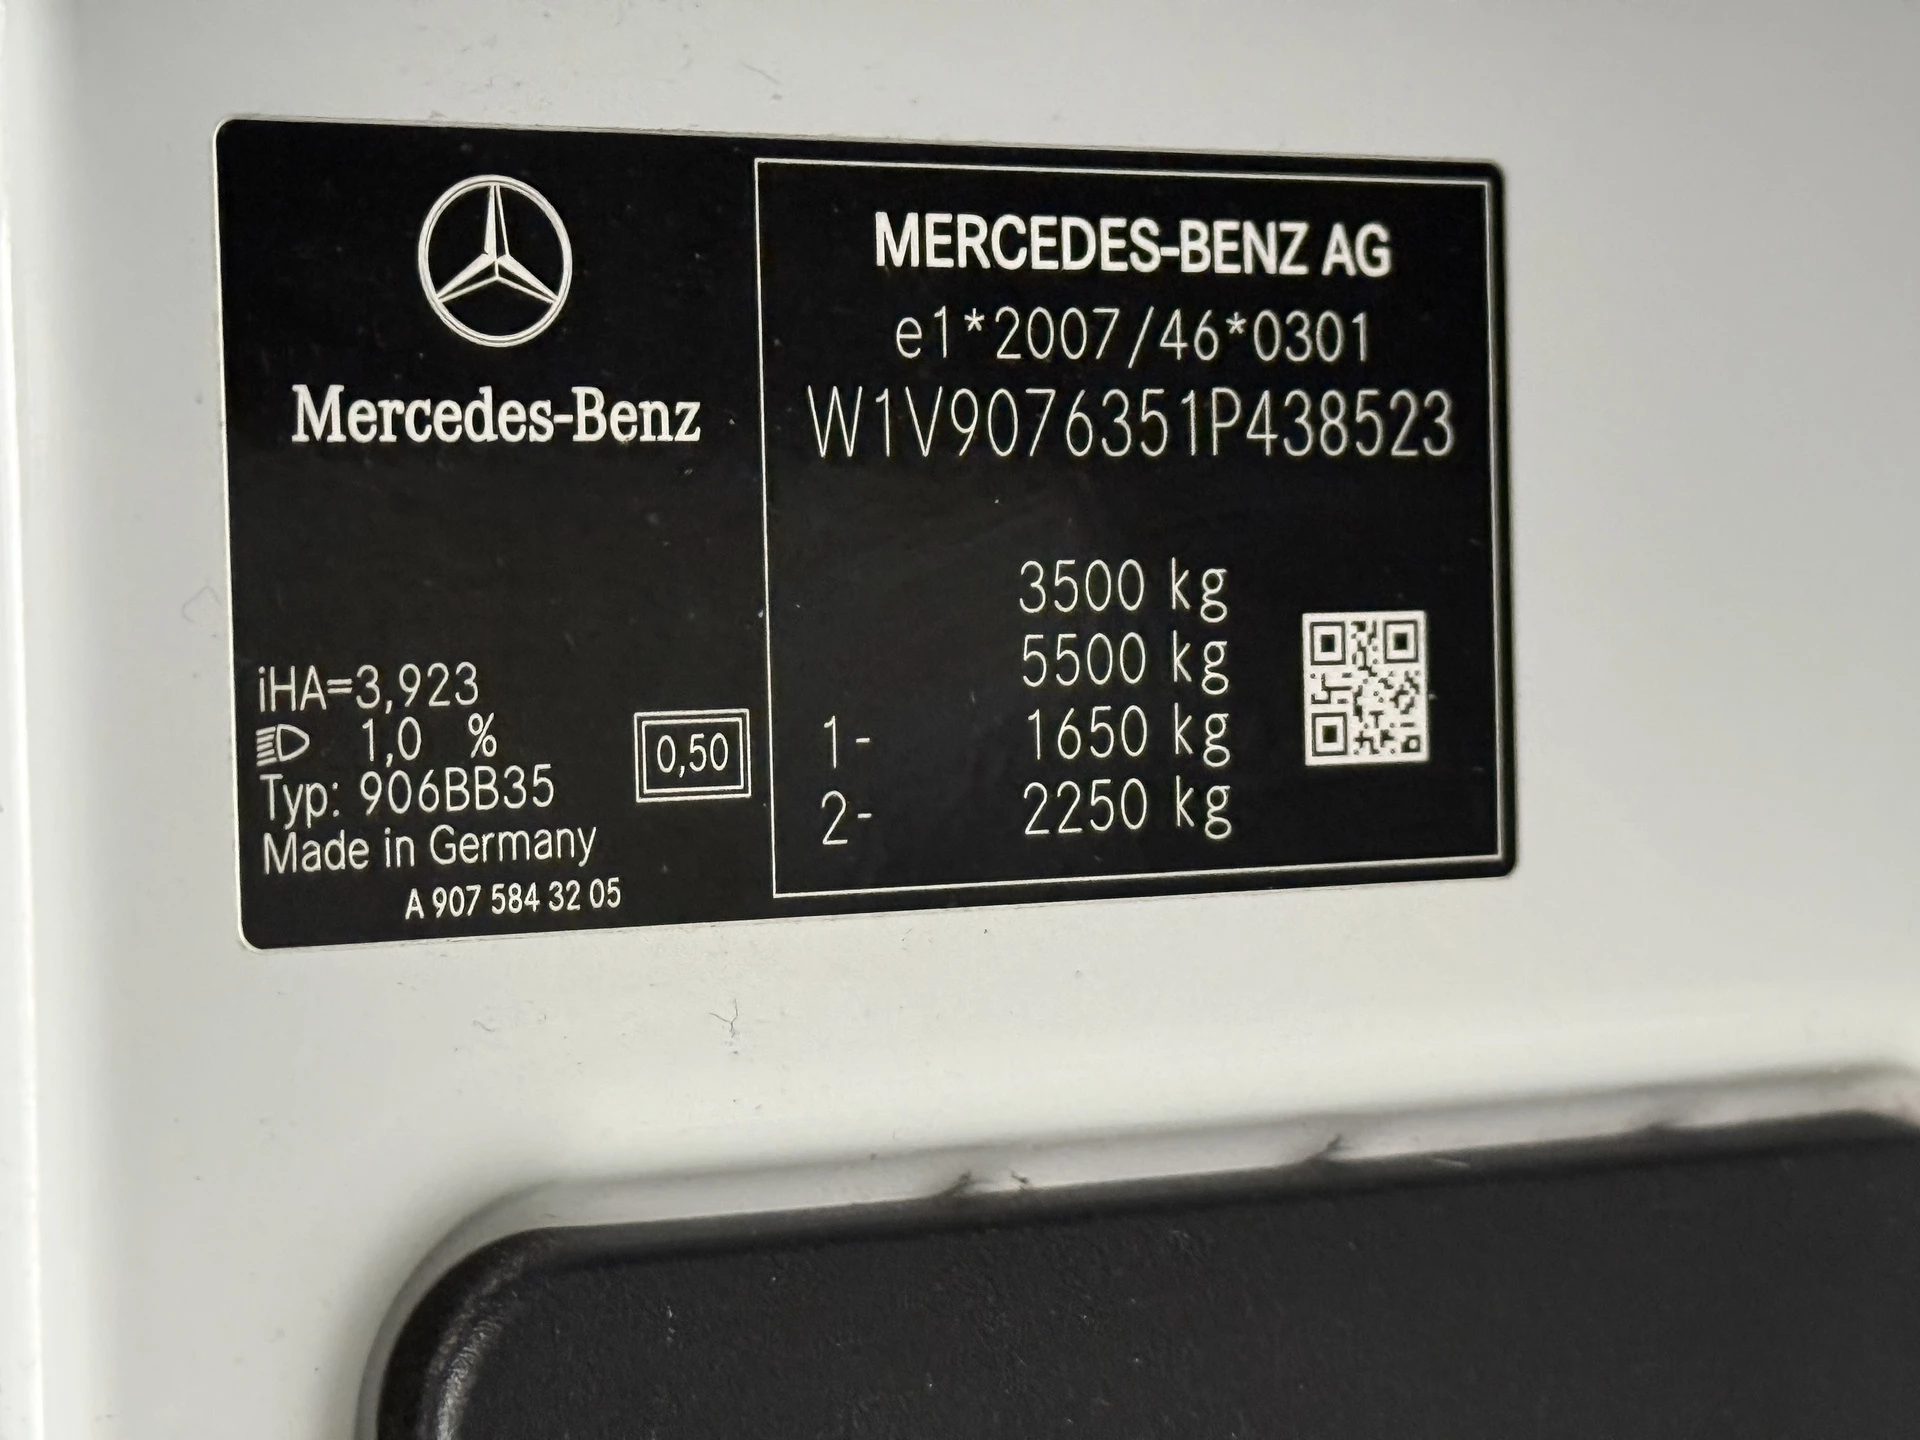 Mercedes-Benz
iHA=3,923
1,0 %
Typ: 906BB35
Made in Germany
A 907 584 32 05
0,50
MERCEDES-BENZ AG
e1*2007/46*0301
W1V9076351P438523
3500 kg
5500 kg
1- 1650 kg
2- 2250 kg